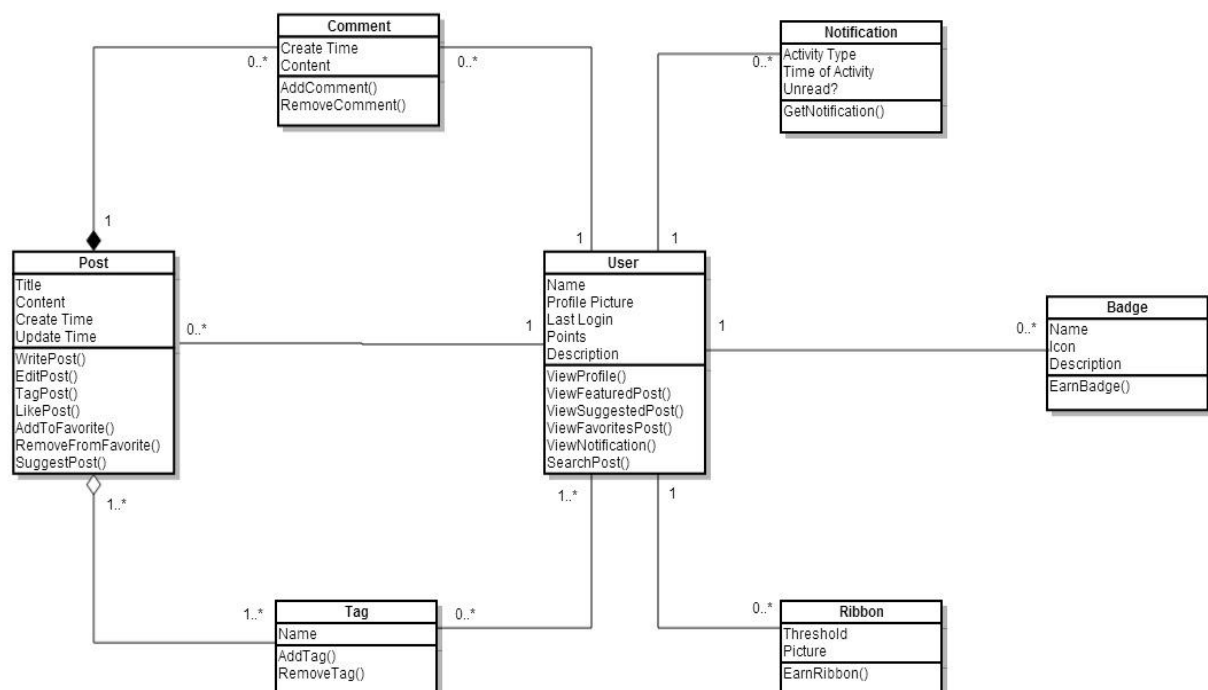 Comment
Create Time
Content
AddComment()
RemoveComment()
0..*
0..*
1
1
Notification
Activity Type
Time of Activity
Unread?
GetNotification()
0..*
1
Post
Title
Content
Create Time
Update Time
WritePost()
EditPost()
TagPost()
LikePost()
AddToFavorite()
RemoveFromFavorite()
SuggestPost()
0..*
1
User
Name
Profile Picture
Last Login
Points
Description
ViewProfile()
ViewFeaturedPost()
ViewSuggestedPost()
ViewFavoritesPost()
ViewNotification()
SearchPost()
1
0..*
Badge
Name
Icon
Description
EarnBadge()
1..*
1..*
1
1..*
0..*
0..*
Tag
Name
AddTag()
RemoveTag()
Ribbon
Threshold
Picture
EarnRibbon()